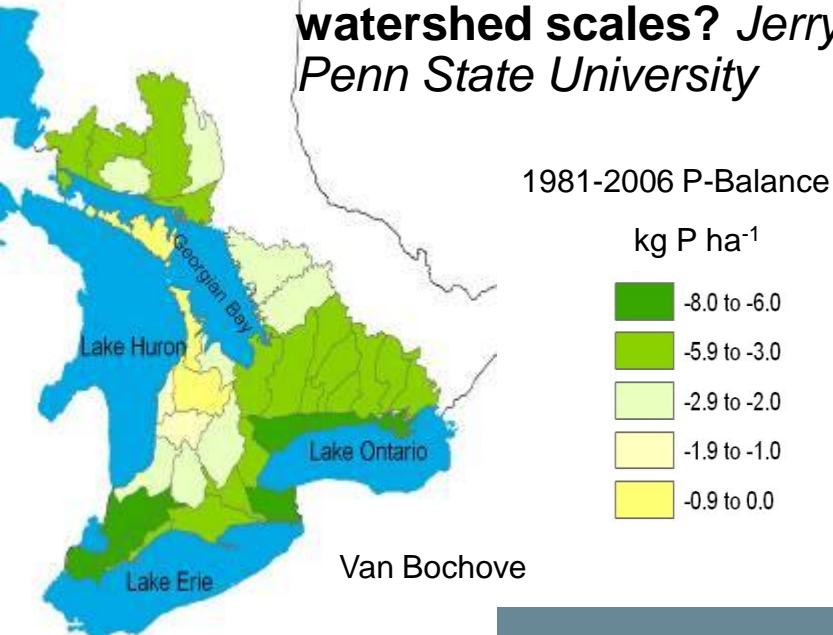 watershed scales? Jerry
Penn State University
1981-2006 P-Balance
kg P ha-1
-8.0 to -6.0
-5.9 to -3.0
-2.9 to -2.0
-1.9 to -1.0
-0.9 to 0.0
Georgian Bay
Lake Huron
Lake Ontario
Lake Erie
Van Bochove